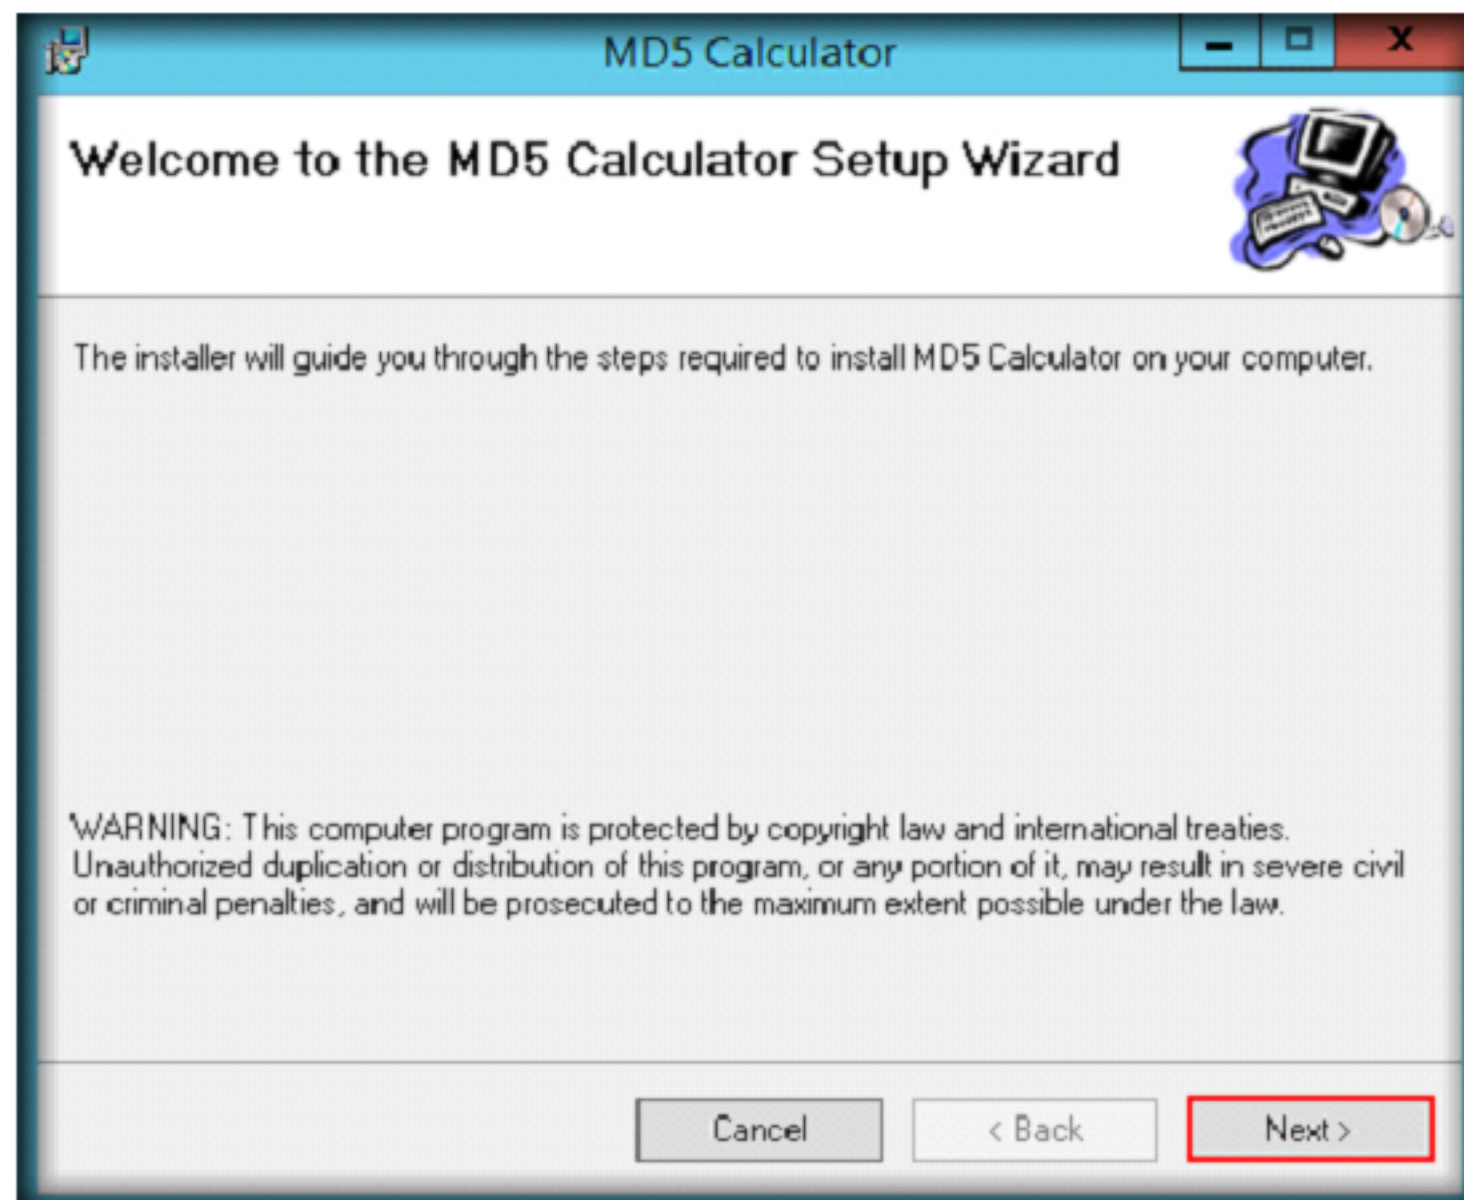 MD5 Calculator
Welcome to the MD5 Calculator Setup Wizard
The installer will guide you through the steps required to install MD5 Calculator on your computer.
WARNING: This computer program is protected by copyright law and international treaties.
Unauthorized duplication or distribution of this program, or any portion of it, may result in severe civil
or criminal penalties, and will be prosecuted to the maximum extent possible under the law.
Cancel < Back Next >